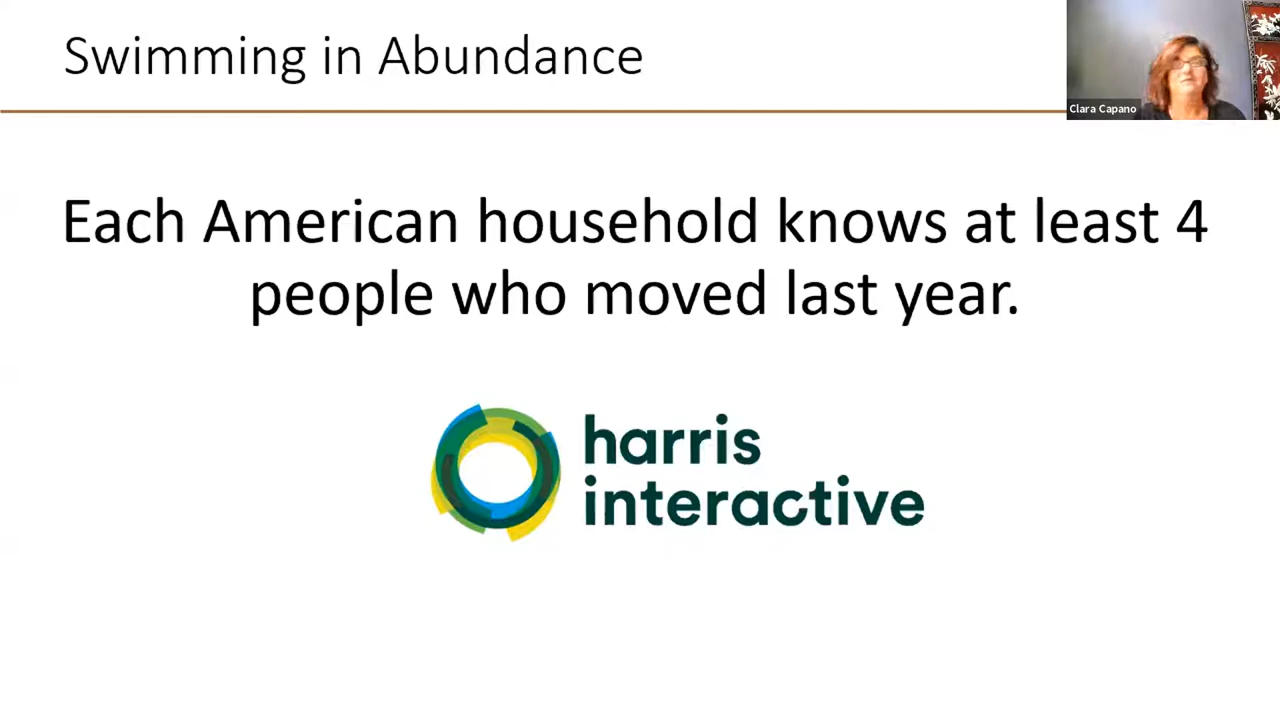 Swimming in Abundance
Clara Capano
Each American household knows at least 4
people who moved last year.
harris
interactive